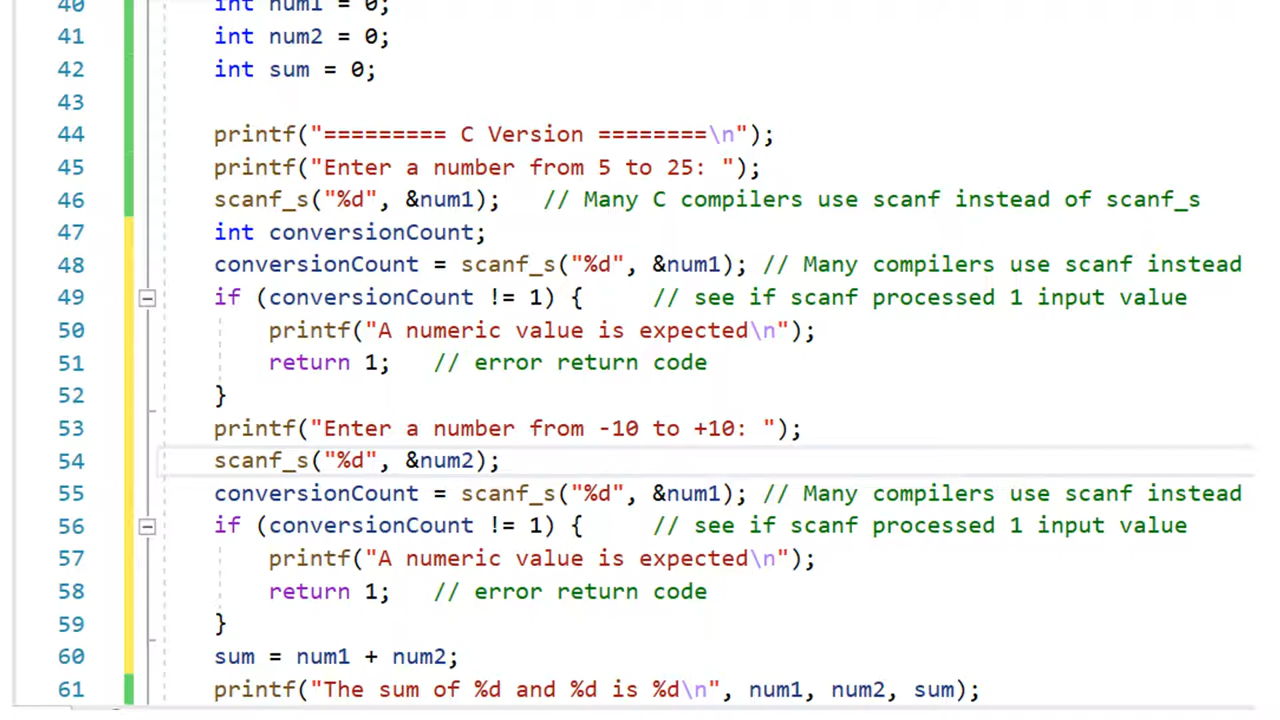 40 int num1 = 0;
41 int num2 = 0;
42 int sum = 0;
43
44 printf("========= C Version ========\n");
45 printf("Enter a number from 5 to 25: ");
46 scanf_s("%d", &num1); // Many C compilers use scanf instead of scanf_s
47 int conversionCount;
48 conversionCount = scanf_s("%d", &num1); // Many compilers use scanf instead
49 if (conversionCount != 1) { // see if scanf processed 1 input value
50 printf("A numeric value is expected\n");
51 return 1; // error return code
52 }
53 printf("Enter a number from -10 to +10: ");
54 scanf_s("%d", &num2);
55 conversionCount = scanf_s("%d", &num1); // Many compilers use scanf instead
56 if (conversionCount != 1) { // see if scanf processed 1 input value
57 printf("A numeric value is expected\n");
58 return 1; // error return code
59 }
60 sum = num1 + num2;
61 printf("The sum of %d and %d is %d\n", num1, num2, sum);